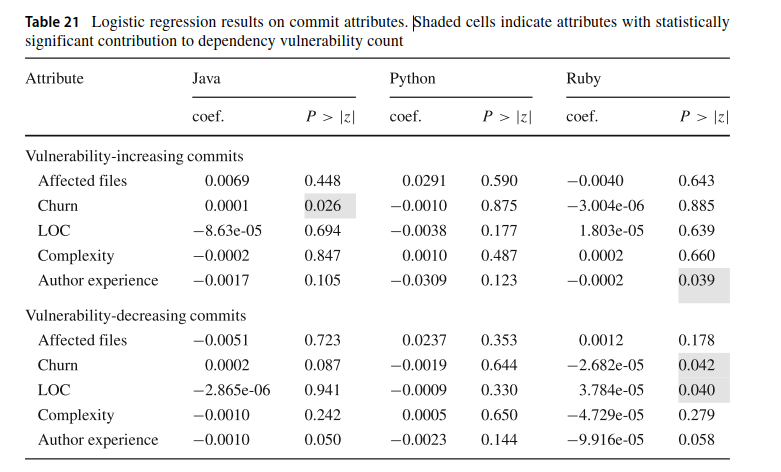 Table 21 Logistic regression results on commit attributes. Shaded cells indicate attributes with statistically
significant contribution to dependency vulnerability count
Attribute Java Python Ruby
coef. P > |z| coef. P > |z| coef. P > |z|
Vulnerability-increasing commits
Affected files 0.0069 0.448 0.0291 0.590 −0.0040 0.643
Churn 0.0001 0.026 −0.0010 0.875 −3.004e-06 0.885
LOC −8.63e-05 0.694 −0.0038 0.177 1.803e-05 0.639
Complexity −0.0002 0.847 0.0010 0.487 0.0002 0.660
Author experience −0.0017 0.105 −0.0309 0.123 −0.0002 0.039
Vulnerability-decreasing commits
Affected files −0.0051 0.723 0.0237 0.353 0.0012 0.178
Churn 0.0002 0.087 −0.0019 0.644 −2.682e-05 0.042
LOC −2.865e-06 0.941 −0.0009 0.330 3.784e-05 0.040
Complexity −0.0010 0.242 0.0005 0.650 −4.729e-05 0.279
Author experience −0.0010 0.050 −0.0023 0.144 −9.916e-05 0.058